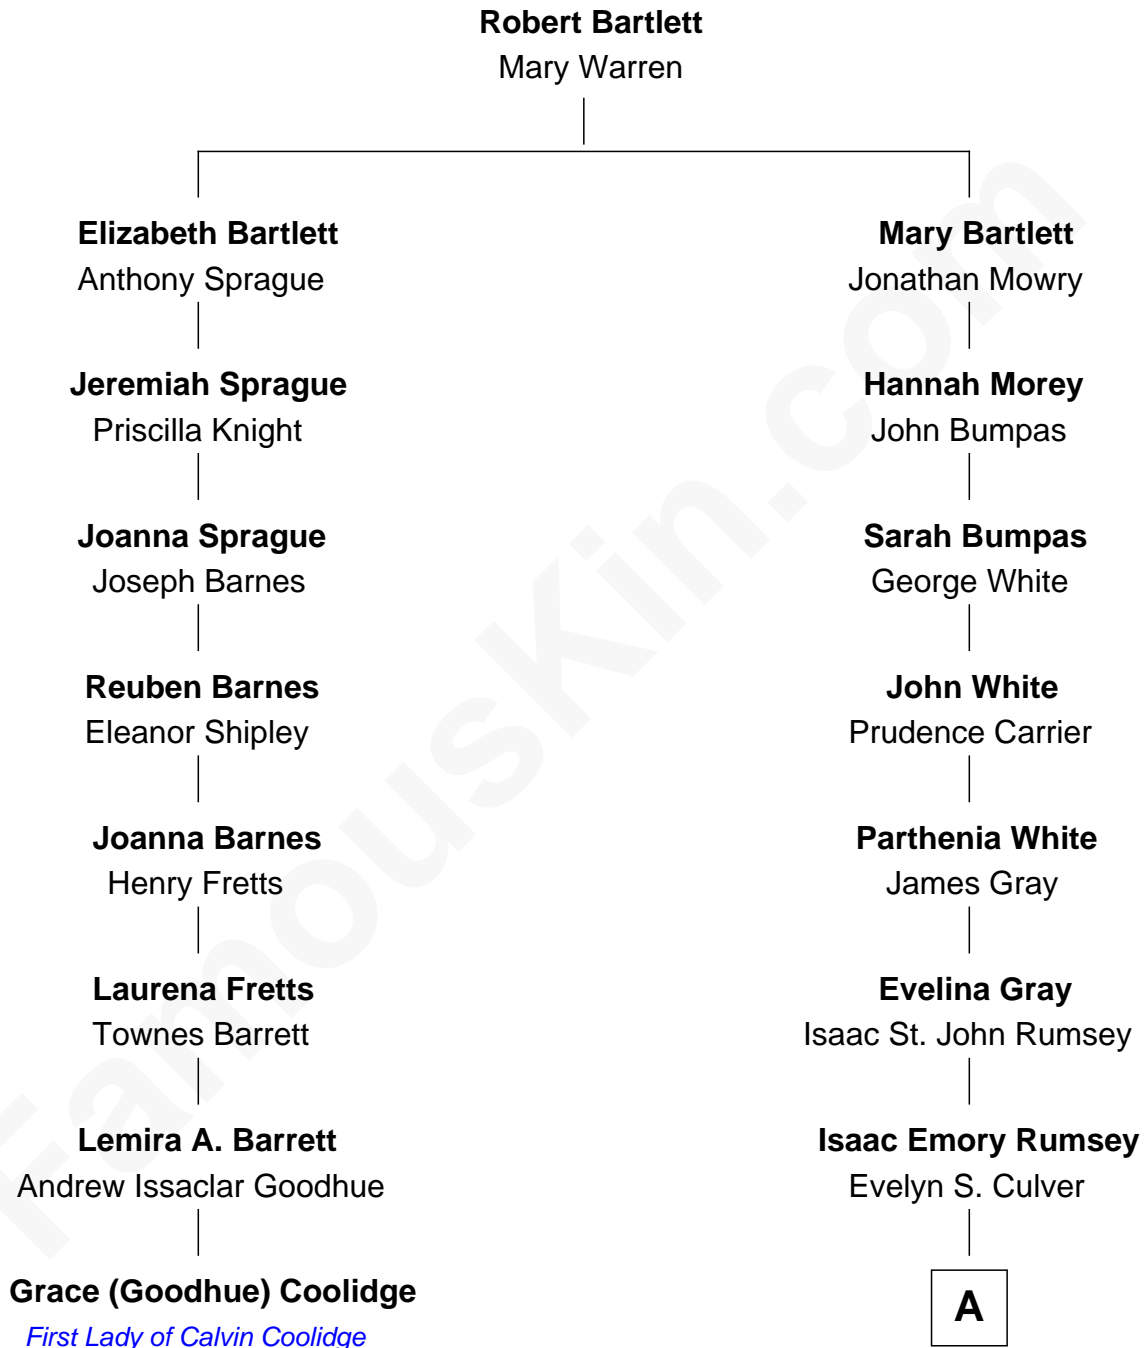 Robert Bartlett
Mary Warren
Elizabeth Bartlett
Anthony Sprague
Jeremiah Sprague
Priscilla Knight
Joanna Sprague
Joseph Barnes
Reuben Barnes
Eleanor Shipley
Joanna Barnes
Henry Fretts
Laurena Fretts
Townes Barrett
Lemira A. Barrett
Andrew Issaclar Goodhue
Grace (Goodhue) Coolidge
First Lady of Calvin Coolidge
Mary Bartlett
Jonathan Mowry
Hannah Morey
John Bumpas
Sarah Bumpas
George White
John White
Prudence Carrier
Parthenia White
James Gray
Evelina Gray
Isaac St. John Rumsey
Isaac Emory Rumsey
Evelyn S. Culver
A
FamousKin.com